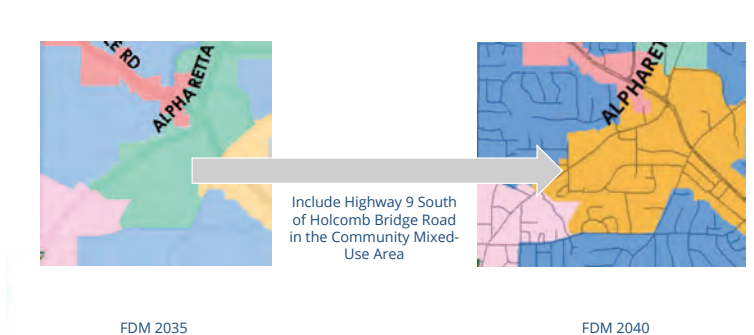 E RD
ALPHARETTA
ALPHARET
Include Highway 9 South
of Holcomb Bridge Road
in the Community Mixed-
Use Area
FDM 2035
FDM 2040